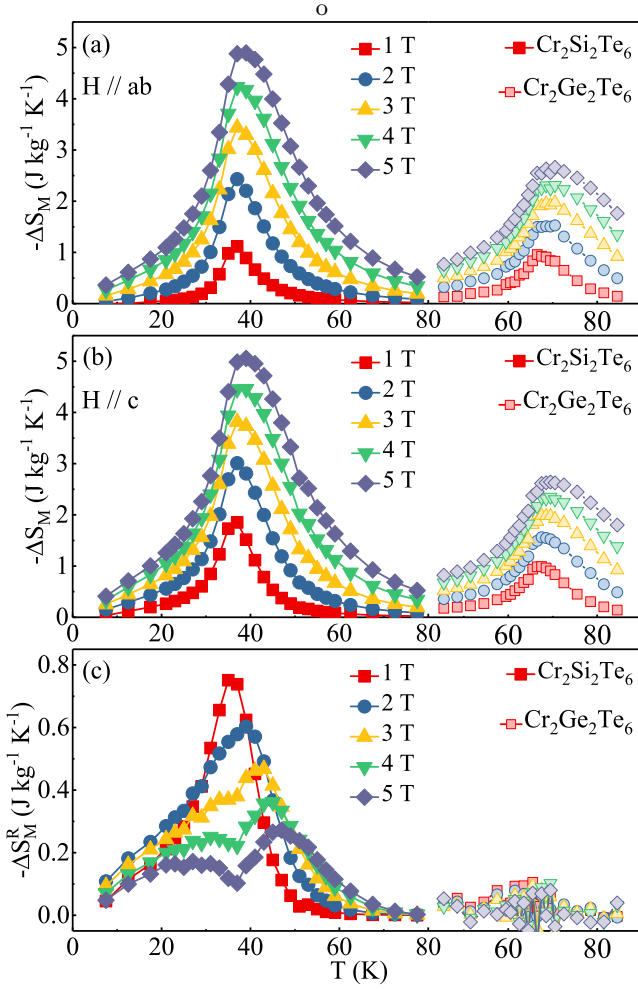 O
(a)
H // ab
1 T
2 T
3 T
4 T
5 T
Cr₂Si₂Te₆
Cr₂Ge₂Te₆
-ΔS_M (J kg⁻¹ K⁻¹)
5
4
3
2
1
0
0 20 40 60 80 60 80
(b)
H // c
1 T
2 T
3 T
4 T
5 T
Cr₂Si₂Te₆
Cr₂Ge₂Te₆
-ΔS_M (J kg⁻¹ K⁻¹)
5
4
3
2
1
0
0 20 40 60 80 60 80
(c)
1 T
2 T
3 T
4 T
5 T
Cr₂Si₂Te₆
Cr₂Ge₂Te₆
-ΔS_M^R (J kg⁻¹ K⁻¹)
0.8
0.6
0.4
0.2
0.0
0 20 40 60 80 60 80
T (K)